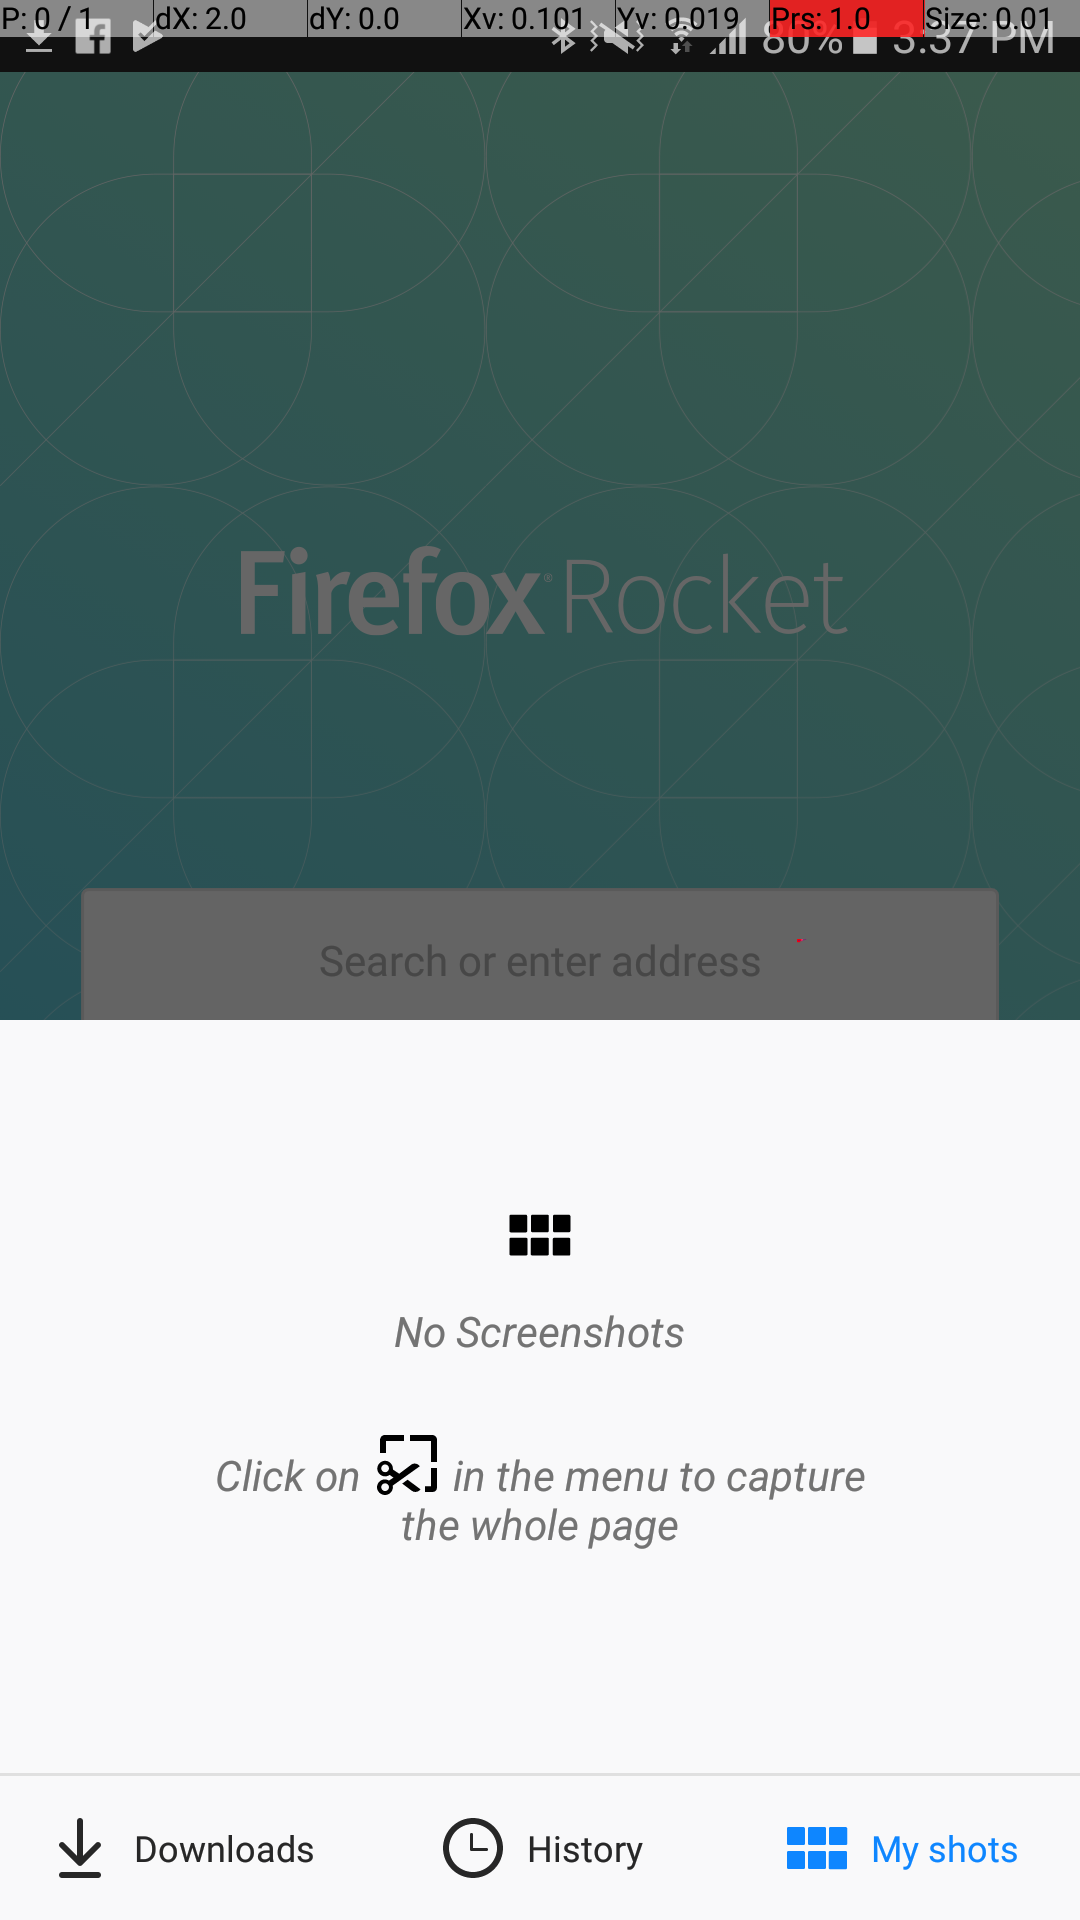 P: 0 / 1 dX: 2.0 dY: 0.0 Xv: 0.101 Yv: 0.019 Prs: 1.0 Size: 0.01
80% 3:37 PM
Firefox® Rocket
Search or enter address
No Screenshots
Click on in the menu to capture
the whole page
Downloads History My shots